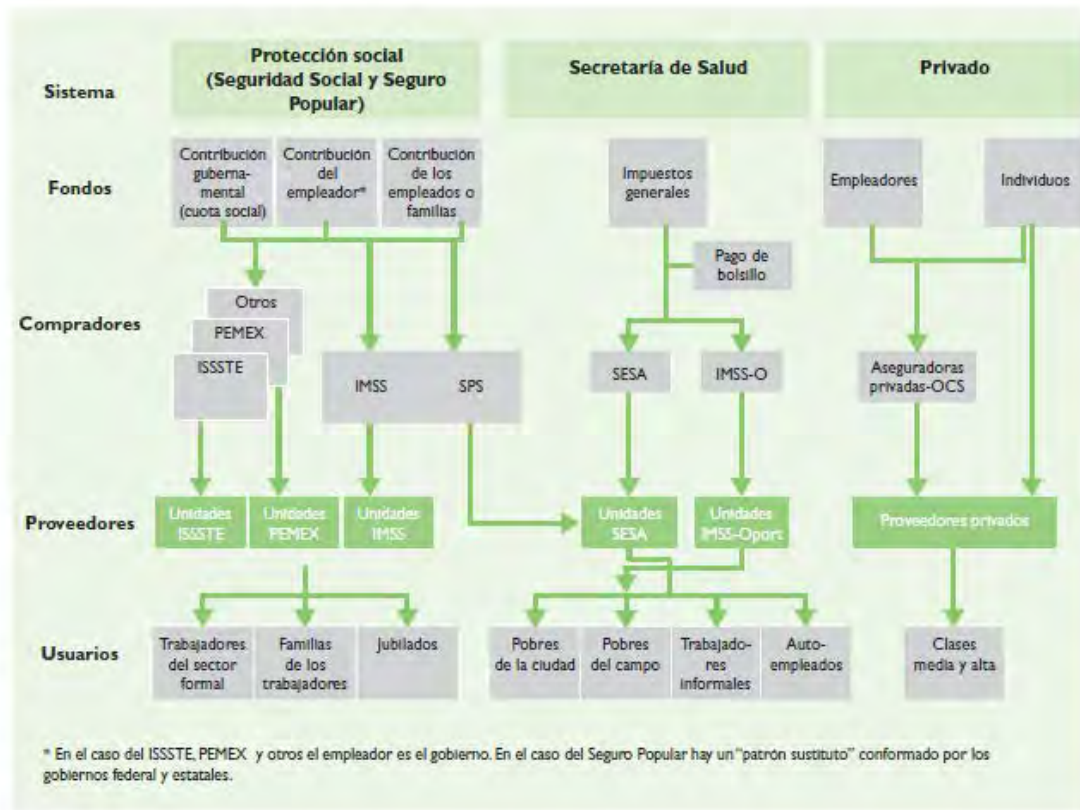 Sistema
Protección social
(Seguridad Social y Seguro
Popular)
Secretaría de Salud
Privado
Fondos
Contribución
guberna-
mental
(cuota social)
Contribución
del
empleador*
Contribución
de los
empleados o
familias
Impuestos
generales
Empleadores
Individuos
Pago de
bolsillo
Compradores
Otros
PEMEX
ISSSTE
IMSS
SPS
SESA
IMSS-O
Aseguradoras
privadas-OCS
Proveedores
Unidades
ISSSTE
Unidades
PEMEX
Unidades
IMSS
Unidades
SESA
Unidades
IMSS-Oport
Proveedores privados
Usuarios
Trabajadores
del sector
formal
Familias
de los
trabajadores
Jubilados
Pobres
de la ciudad
Pobres
del campo
Trabajado-
res
informales
Auto-
empleados
Clases
media y alta
* En el caso del ISSSTE, PEMEX y otros el empleador es el gobierno. En el caso del Seguro Popular hay un "patrón sustituto" conformado por los
gobiernos federal y estatales.